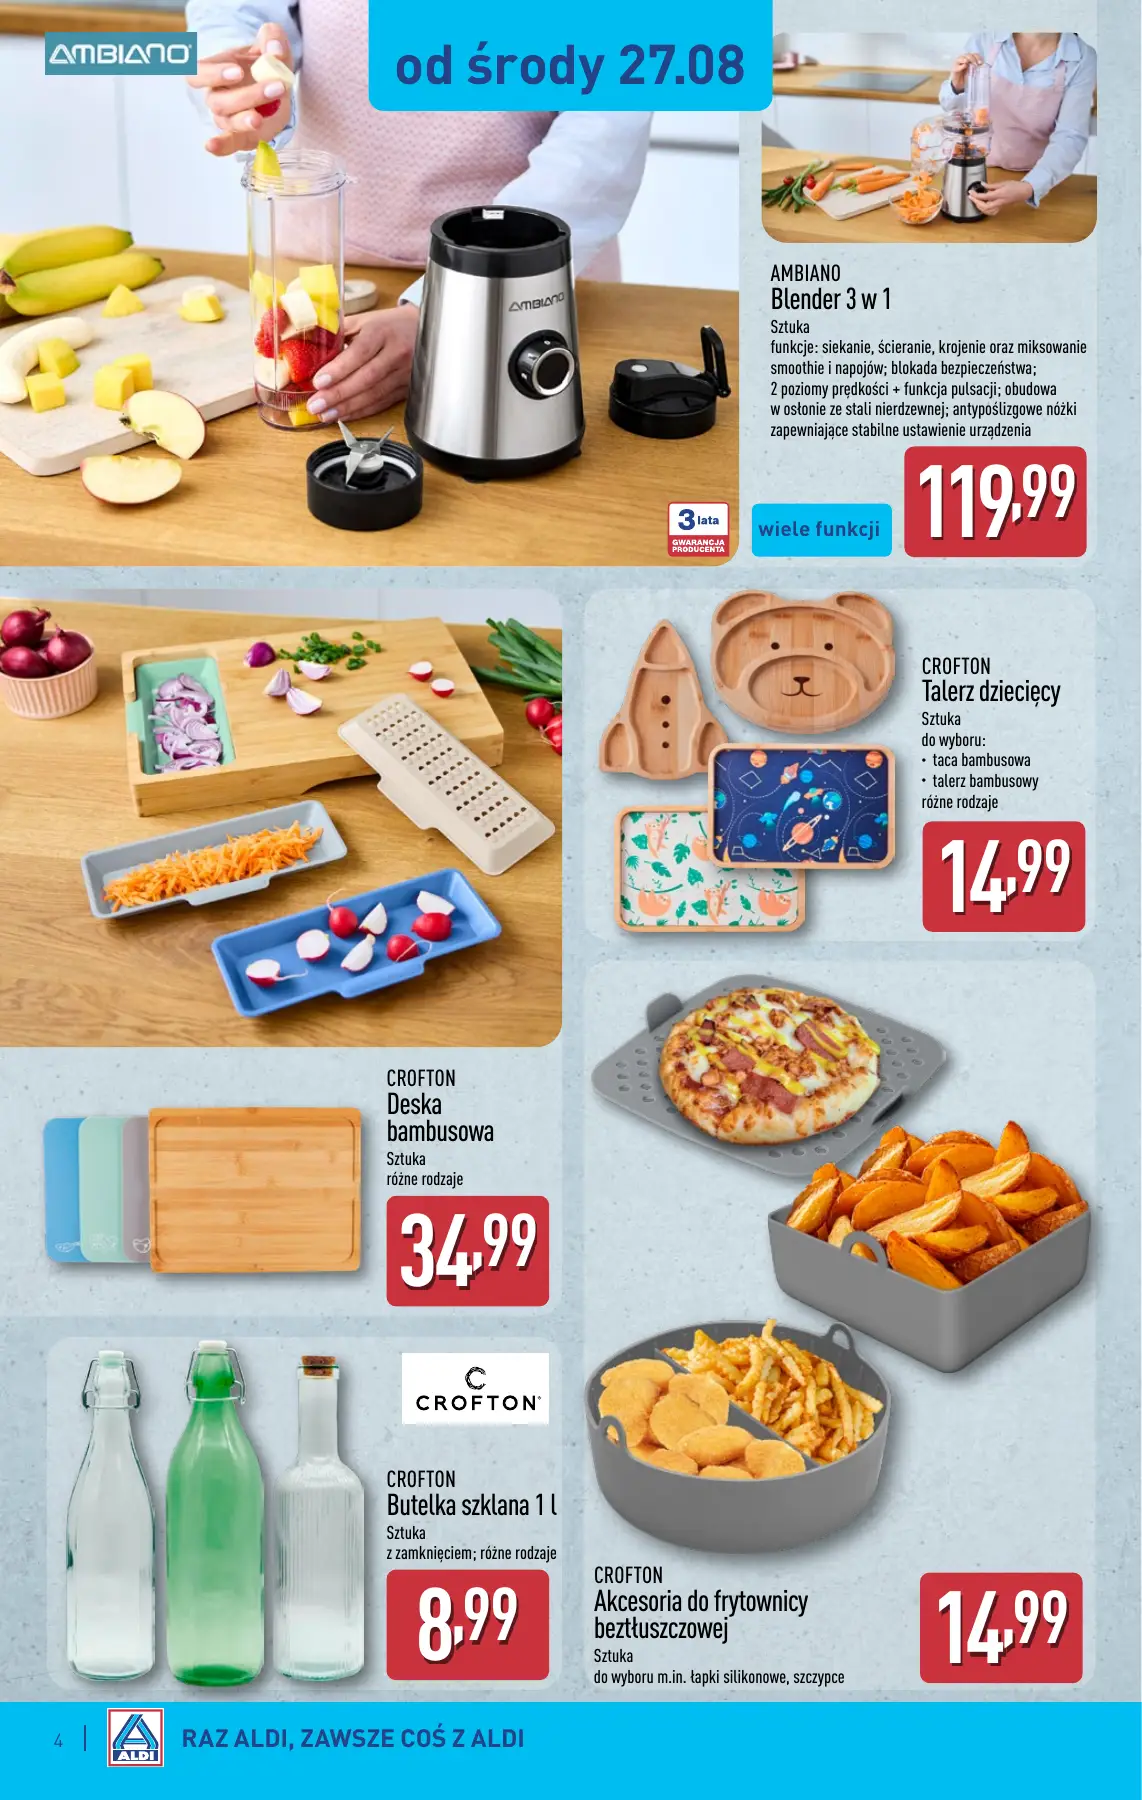 AMBIANO
od środy 27.08
AMBIANO
AMBIANO
Blender 3 w 1
Sztuka
funkcje: siekanie, ścieranie, krojenie oraz miksowanie
smoothie i napojów; blokada bezpieczeństwa;
2 poziomy prędkości + funkcja pulsacji; obudowa
w osłonie ze stali nierdzewnej; antypoślizgowe nóżki
zapewniające stabilne ustawienie urządzenia
3 lata
GWARANCJA
PRODUCENTA
wiele funkcji
119,99
CROFTON
Talerz dziecięcy
Sztuka
do wyboru:
• taca bambusowa
• talerz bambusowy
różne rodzaje
14,99
CROFTON
Deska
bambusowa
Sztuka
różne rodzaje
34,99
CROFTON
CROFTON
Butelka szklana 1 l
Sztuka
z zamknięciem; różne rodzaje
8,99
CROFTON
Akcesoria do frytownicy
beztłuszczowej
Sztuka
do wyboru m.in. łapki silikonowe, szczypce
14,99
4
ALDI
RAZ ALDI, ZAWSZE COŚ Z ALDI